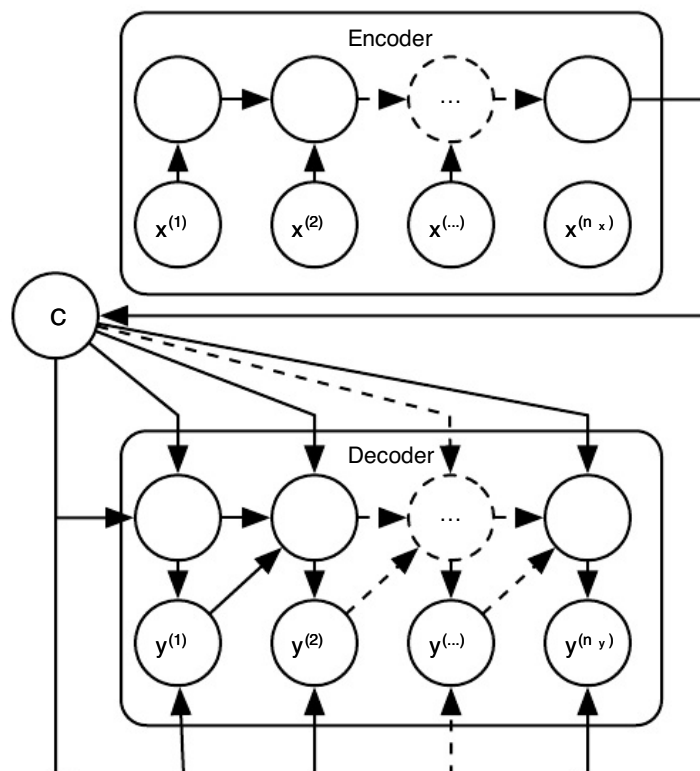 Encoder
...
x(1) x(2) x(...) x(n x)
C
Decoder
...
y(1) y(2) y(...) y(n y)